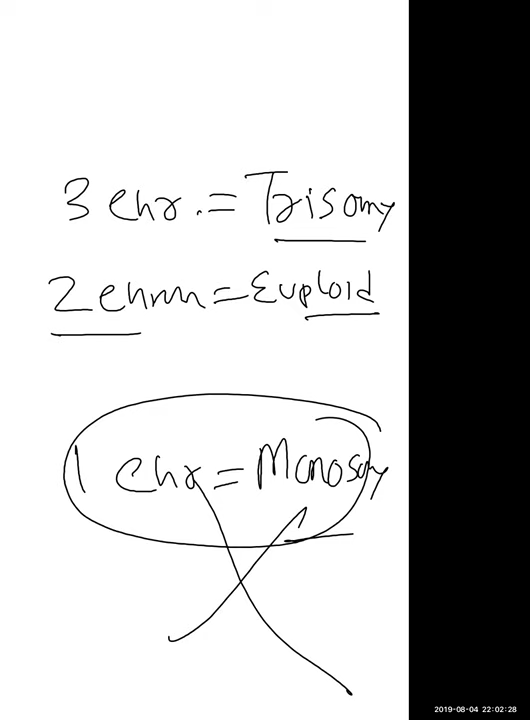 3 chr. = Trisomy
2 chrm = Euploid
1 chr = Monosomy
2019-08-04 22:02:28